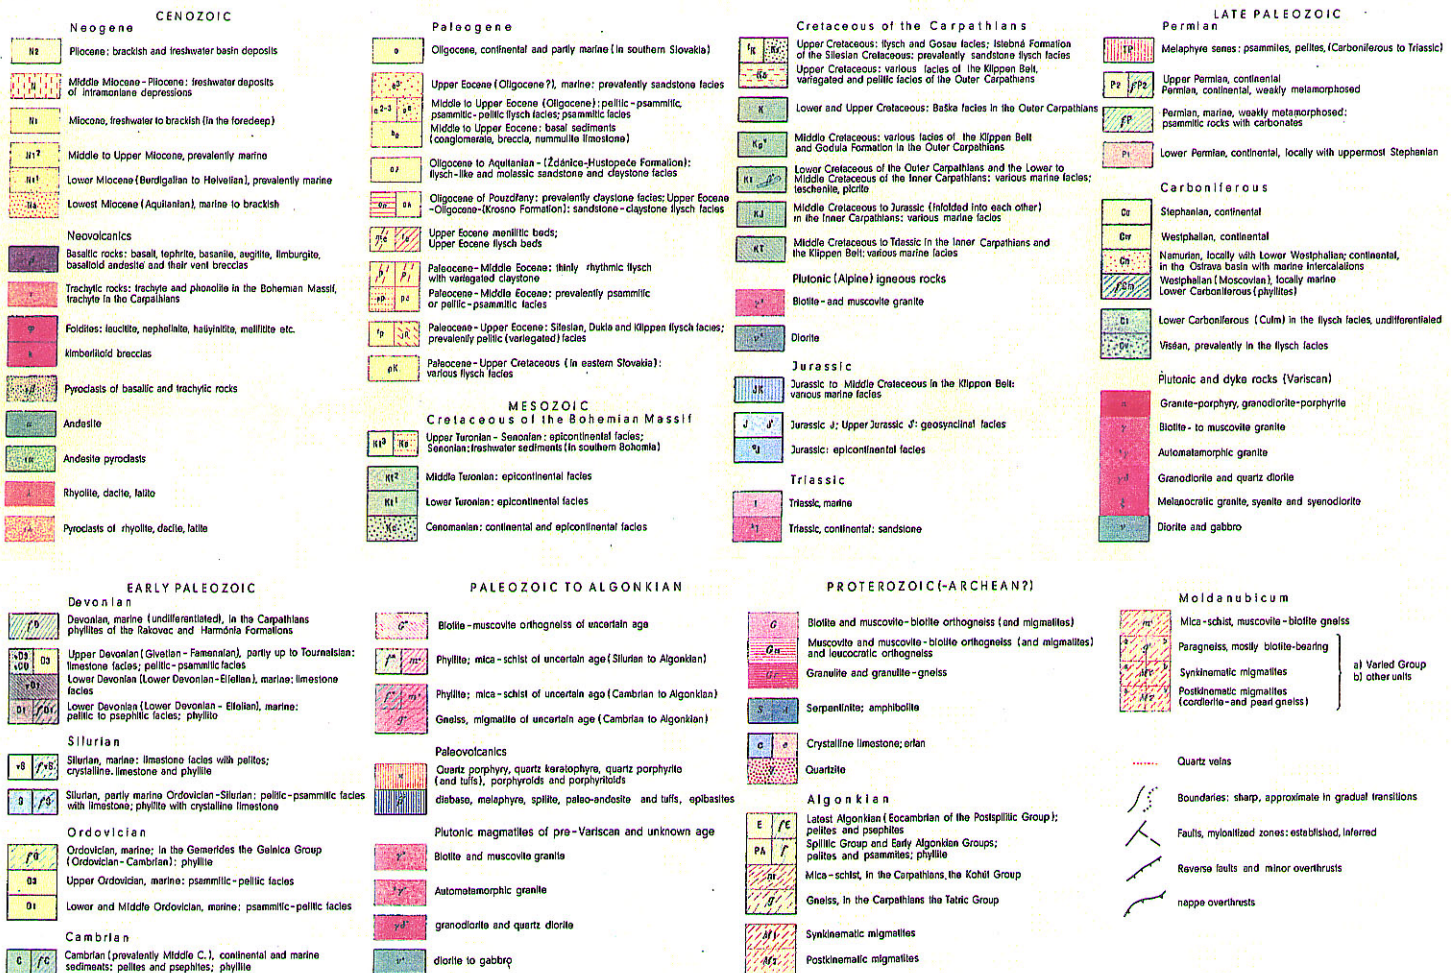 CENOZOIC
Neogene
N2
Pliocene: brackish and freshwater basin deposits
N
Middle Miocene-Pliocene: freshwater deposits
of intramontane depressions
N1
Miocene, freshwater to brackish (in the foredeep)
N1²
Middle to Upper Miocene, prevalently marine
N1¹
Lower Miocene (Burdigalian to Helvetian), prevalently marine
Lowest Miocene (Aquitanian), marine to brackish
Neovolcanics
Basaltic rocks: basalt, tephrite, basanite, augitite, limburgite,
basaltoid andesite and their vent breccias
Trachytic rocks: trachyte and phonolite in the Bohemian Massif,
trachyte in the Carpathians
Foidites: leucitite, nephelinite, haüyinitite, melilitite etc.
kimberlitoid breccias
Pyroclasts of basaltic and trachytic rocks
Andesite
Andesite pyroclasts
Rhyolite, dacite, latite
Pyroclasts of rhyolite, dacite, latite
Paleogene
Oligocene, continental and partly marine (in southern Slovakia)
Upper Eocene (Oligocene?), marine: prevalently sandstone facies
Middle to Upper Eocene (Oligocene): pelitic-psammitic,
psammitic-pelitic flysch facies; psammitic facies
Middle to Upper Eocene: basal sediments
(conglomerate, breccia, nummulite limestone)
Oligocene to Aquitanian - (Ždánice-Hustopeče Formation):
flysch-like and molassic sandstone and claystone facies
Oligocene of Pouzdřany: prevalently claystone facies; Upper Eocene
-Oligocene-(Krosno Formation): sandstone-claystone flysch facies
Upper Eocene menilitic beds;
Upper Eocene flysch beds
Paleocene-Middle Eocene: thinly rhythmic flysch
with variegated claystone
Paleocene-Middle Eocene: prevalently psammitic
or pelitic-psammitic facies
Paleocene-Upper Eocene: Silesian, Dukla and Klippen flysch facies;
prevalently pelitic (variegated) facies
Paleocene-Upper Cretaceous (in eastern Slovakia):
various flysch facies
MESOZOIC
Cretaceous of the Bohemian Massif
Kt³
Upper Turonian - Senonian: epicontinental facies;
Senonian: freshwater sediments (in southern Bohemia)
Kt²
Middle Turonian: epicontinental facies
Kt¹
Lower Turonian: epicontinental facies
Kc
Cenomanian: continental and epicontinental facies
Cretaceous of the Carpathians
Upper Cretaceous: flysch and Gosau facies; Istebná Formation
of the Silesian Cretaceous: prevalently sandstone flysch facies
Upper Cretaceous: various facies of the Klippen Belt,
variegated and pelitic facies of the Outer Carpathians
K
Lower and Upper Cretaceous: Baška facies in the Outer Carpathians
Middle Cretaceous: various facies of the Klippen Belt
and Godula Formation in the Outer Carpathians
Lower Cretaceous of the Outer Carpathians and the Lower to
Middle Cretaceous of the Inner Carpathians: various marine facies;
teschenite, picrite
KJ
Middle Cretaceous to Jurassic (infolded into each other)
in the Inner Carpathians: various marine facies
KT
Middle Cretaceous to Triassic in the Inner Carpathians and
the Klippen Belt: various marine facies
Plutonic (Alpine) igneous rocks
Biotite- and muscovite granite
Diorite
Jurassic
JK
Jurassic to Middle Cretaceous in the Klippen Belt:
various marine facies
J J'
Jurassic J; Upper Jurassic J': geosynclinal facies
Jurassic: epicontinental facies
Triassic
Triassic, marine
Triassic, continental: sandstone
LATE PALEOZOIC
Permian
TP
Melaphyre series: psammites, pelites, (Carboniferous to Triassic)
P2 fP2
Upper Permian, continental
Permian, continental, weakly metamorphosed
fP
Permian, marine, weakly metamorphosed:
psammitic rocks with carbonates
P1
Lower Permian, continental, locally with uppermost Stephanian
Carboniferous
Stephanian, continental
Westphalian, continental
Cn
Namurian, locally with Lower Westphalian; continental,
in the Ostrava basin with marine intercalations
fCm
Westphalian (Moscovian), locally marine
Lower Carboniferous (phyllites)
C1
Lower Carboniferous (Culm) in the flysch facies, undifferentiated
Cv
Viséan, prevalently in the flysch facies
Plutonic and dyke rocks (Variscan)
Granite-porphyry, granodiorite-porphyrite
Biotite- to muscovite granite
Automatamorphic granite
Granodiorite and quartz diorite
Melanocratic granite, syenite and syenodiorite
Diorite and gabbro
EARLY PALEOZOIC
Devonian
fD
Devonian, marine (undifferentiated), in the Carpathians
phyllites of the Rakovec and Harmónia Formations
D3
Upper Devonian (Givetian - Famennian), partly up to Tournaisian:
limestone facies; pelitic-psammitic facies
Lower Devonian (Lower Devonian-Eifelian), marine: limestone
facies
D1 fD1
Lower Devonian (Lower Devonian - Eifelian), marine:
pelitic to psephitic facies; phyllite
Silurian
vS fvS
Silurian, marine: limestone facies with pelites;
crystalline limestone and phyllite
S fS
Silurian, partly marine Ordovician-Silurian: pelitic-psammitic facies
with limestone; phyllite with crystalline limestone
Ordovician
fO
Ordovician, marine; in the Gemerides the Gelnica Group
(Ordovician-Cambrian): phyllite
O3
Upper Ordovician, marine: psammitic-pelitic facies
O1
Lower and Middle Ordovician, marine; psammitic-pelitic facies
Cambrian
C fC
Cambrian (prevalently Middle C.), continental and marine
sediments: pelites and psephites; phyllite
PALEOZOIC TO ALGONKIAN
Biotite-muscovite orthogneiss of uncertain age
Phyllite; mica-schist of uncertain age (Silurian to Algonkian)
Phyllite; mica-schist of uncertain age (Cambrian to Algonkian)
Gneiss, migmatite of uncertain age (Cambrian to Algonkian)
Paleovolcanics
Quartz porphyry, quartz keratophyre, quartz porphyrite
(and tuffs), porphyroids and porphyritoids
diabase, melaphyre, spilite, paleo-andesite and tuffs, epibasites
Plutonic magmatites of pre-Variscan and unknown age
Biotite and muscovite granite
Autometamorphic granite
granodiorite and quartz diorite
diorite to gabbro
PROTEROZOIC (-ARCHEAN?)
G
Biotite and muscovite-biotite orthogneiss (and migmatites)
Muscovite and muscovite-biotite orthogneiss (and migmatites)
and leucocratic orthogneiss
Granulite and granulite-gneiss
Serpentinite; amphibolite
c e
Crystalline limestone; erlan
Quartzite
Algonkian
E fE
Latest Algonkian (Eocambrian of the Postspilitic Group);
pelites and psephites
PA f
Spilitic Group and Early Algonkian Groups;
pelites and psammites; phyllite
m
Mica-schist, in the Carpathians, the Kohút Group
g
Gneiss, in the Carpathians the Tatric Group
M1
Synkinematic migmatites
M2
Postkinematic migmatites
Moldanubicum
Mica-schist, muscovite-biotite gneiss
Paragneiss, mostly biotite-bearing
Synkinematic migmatites
Postkinematic migmatites
(cordierite- and pearl gneiss)
a) Varied Group
b) other units
Quartz veins
Boundaries: sharp, approximate in gradual transitions
Faults, mylonitized zones: established, inferred
Reverse faults and minor overthrusts
nappe overthrusts